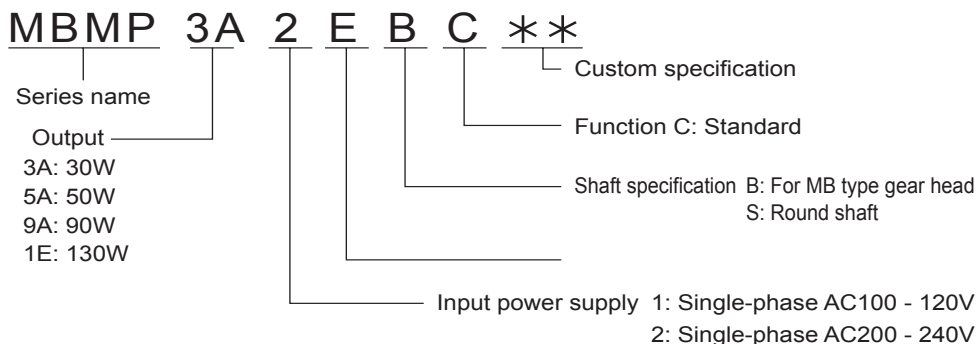 MBMP 3A 2 E B C **
Custom specification
Series name
Function C: Standard
Output
3A: 30W
5A: 50W
9A: 90W
1E: 130W
Shaft specification B: For MB type gear head
S: Round shaft
Input power supply 1: Single-phase AC100 - 120V
2: Single-phase AC200 - 240V